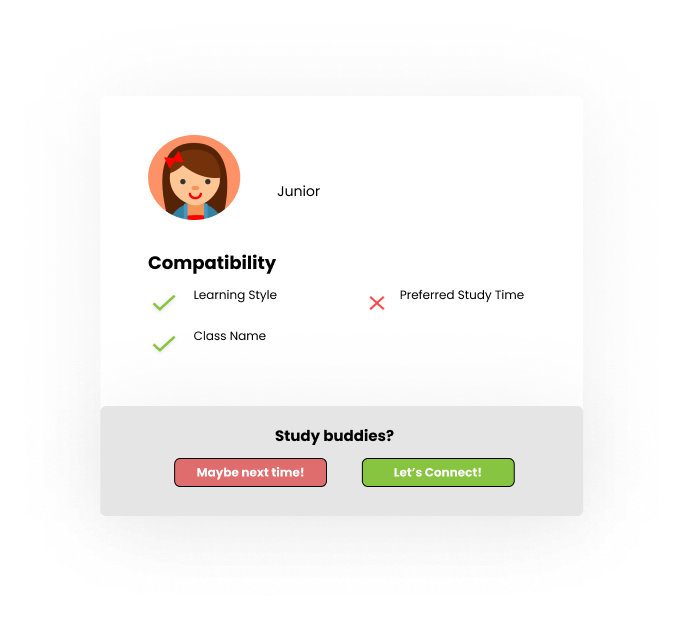 Junior
Compatibility
Learning Style
Preferred Study Time
Class Name
Study buddies?
Maybe next time!
Let’s Connect!